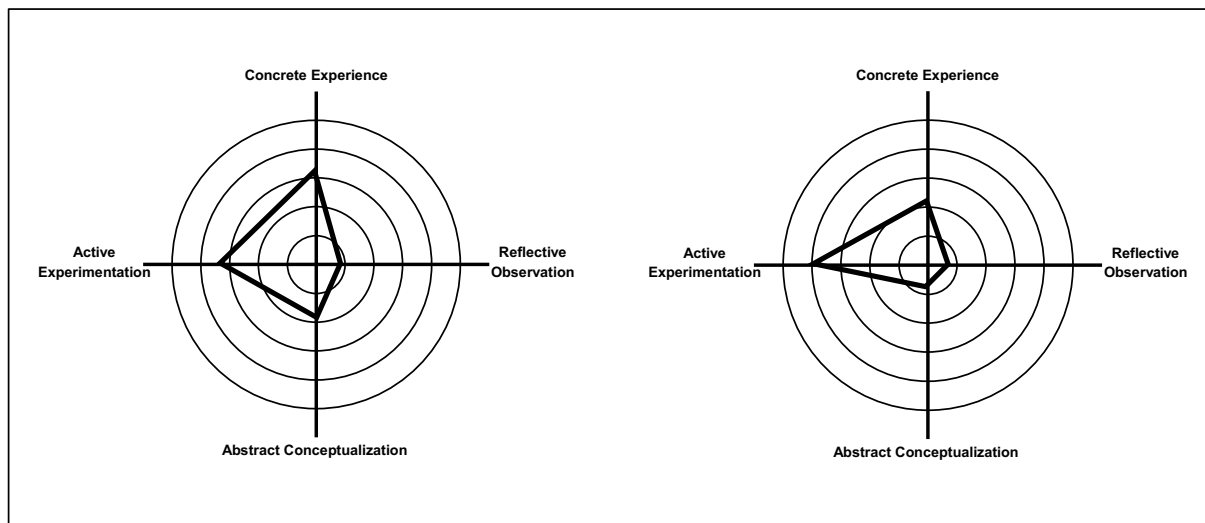 Concrete Experience
Active
Experimentation
Reflective
Observation
Abstract Conceptualization
Concrete Experience
Active
Experimentation
Reflective
Observation
Abstract Conceptualization